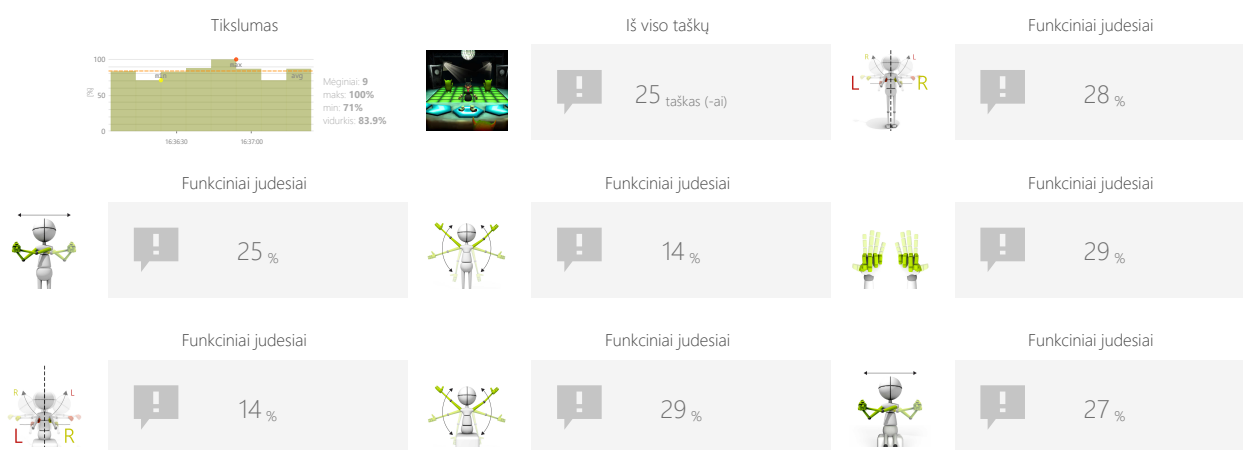 Tikslumas
Iš viso taškų
Funkciniai judesiai
100
max
min
avg
(%)
50
0
16:36:30
16:37:00
Mėginiai: 9
maks: 100%
min: 71%
vidurkis: 83.9%
25 taškas (-ai)
R L
L R
28 %
Funkciniai judesiai
Funkciniai judesiai
Funkciniai judesiai
25 %
14 %
29 %
Funkciniai judesiai
Funkciniai judesiai
Funkciniai judesiai
R L
L R
14 %
29 %
27 %